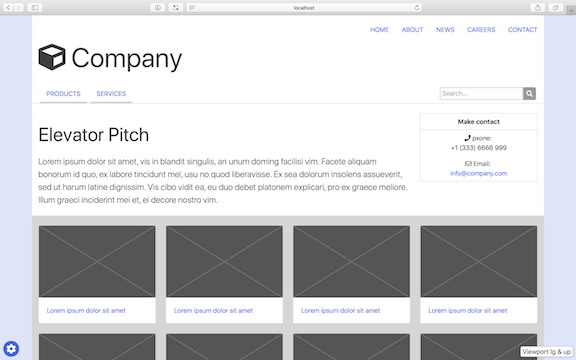 localhost
HOME ABOUT NEWS CAREERS CONTACT
Company
PRODUCTS SERVICES
Search...
Elevator Pitch
Lorem ipsum dolor sit amet, vis in blandit singulis, an unum doming facilisi vim. Facete aliquam
bonorum id quo, ex labore tincidunt mel, usu no quod liberavisse. Ex sea dolorum insolens assueverit,
sed ut harum latine dignissim. Vis cibo vidit ea, eu duo debet platonem explicari, pro ex graece meliore.
Illum graeci inciderint mei et, ei decore nostro vim.
Make contact
pxone:
+1 (333) 6666 999
Email:
info@company.com
Lorem ipsum dolor sit amet
Lorem ipsum dolor sit amet
Lorem ipsum dolor sit amet
Lorem ipsum dolor sit amet
Viewport lg & up